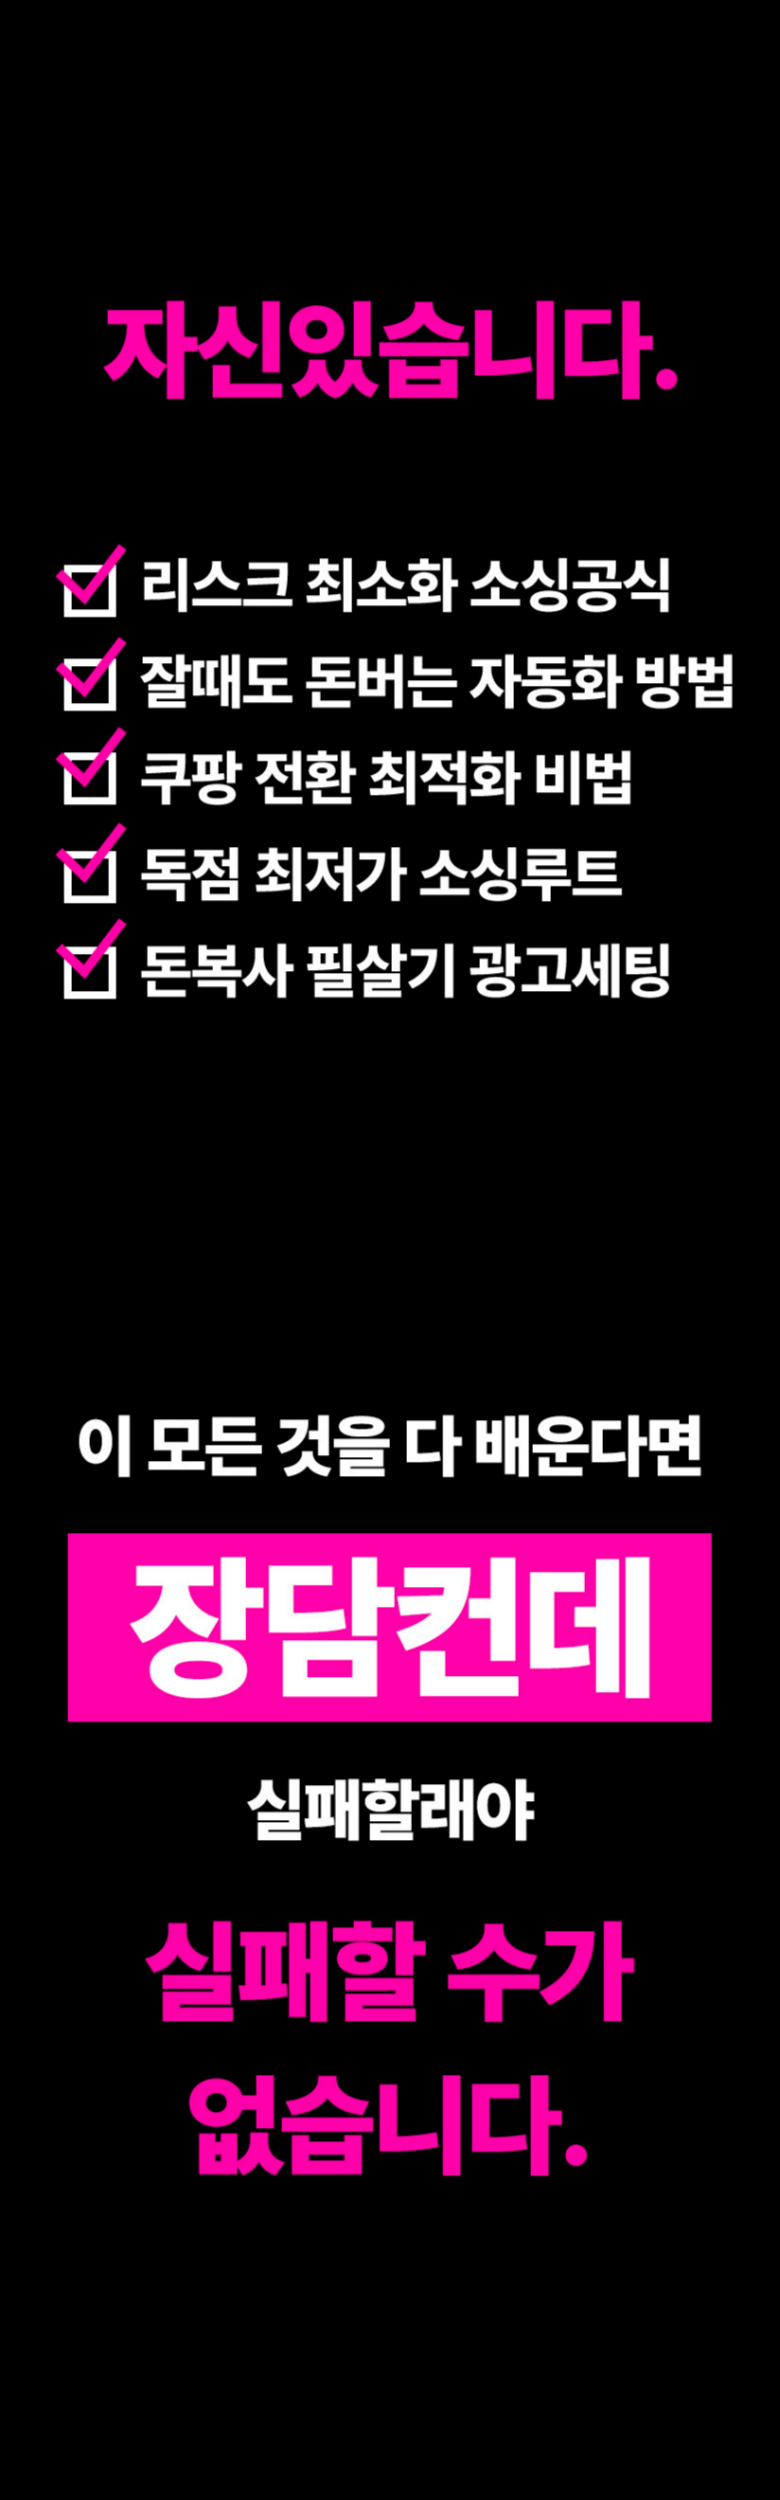 자신있습니다.
리스크 최소화 소싱공식
잘때도 돈버는 자동화 방법
쿠팡 전환 최적화 비법
독점 최저가 소싱루트
돈복사 필살기 광고세팅
이 모든 것을 다 배운다면
장담컨데
실패할래야
실패할 수가
없습니다.